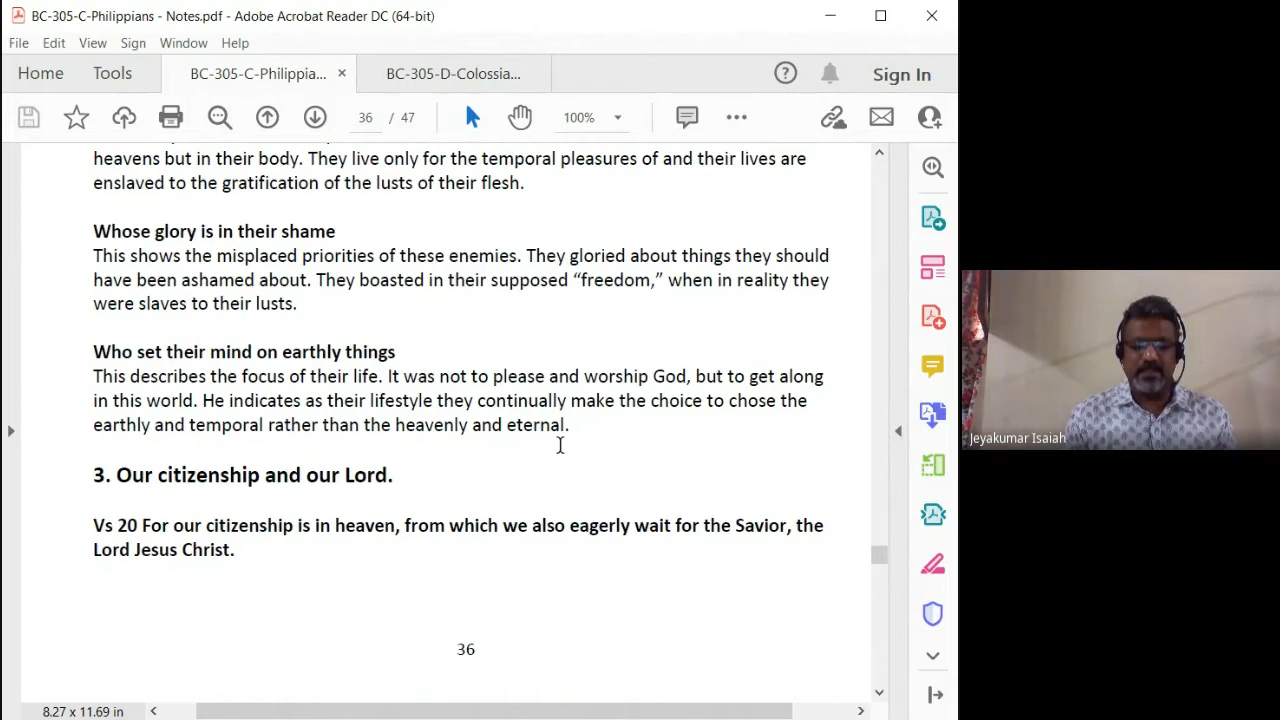 BC-305-C-Philippians - Notes.pdf - Adobe Acrobat Reader DC (64-bit)
File Edit View Sign Window Help
Home Tools BC-305-C-Philippia... BC-305-D-Colossia... Sign In
36 / 47 100%
heavens but in their body. They live only for the temporal pleasures of and their lives are
enslaved to the gratification of the lusts of their flesh.
Whose glory is in their shame
This shows the misplaced priorities of these enemies. They gloried about things they should
have been ashamed about. They boasted in their supposed “freedom,” when in reality they
were slaves to their lusts.
Who set their mind on earthly things
This describes the focus of their life. It was not to please and worship God, but to get along
in this world. He indicates as their lifestyle they continually make the choice to chose the
earthly and temporal rather than the heavenly and eternal.
3. Our citizenship and our Lord.
Vs 20 For our citizenship is in heaven, from which we also eagerly wait for the Savior, the
Lord Jesus Christ.
36
8.27 x 11.69 in
Jeyakumar Isaiah